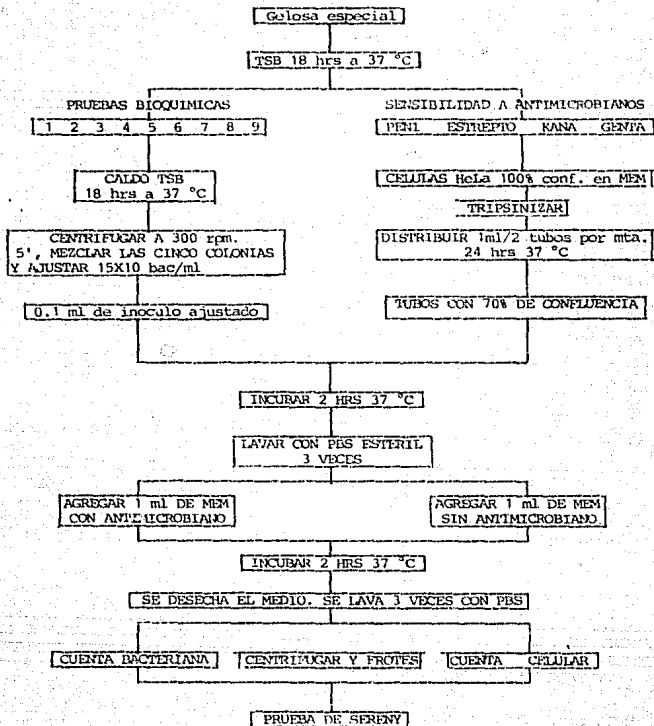 Gelosa especial
TSB 18 hrs a 37 °C
PRUEBAS BIOQUIMICAS
1 2 3 4 5 6 7 8 9
SENSIBILIDAD A ANTIMICROBIANOS
PENI ESTREPTO KANA GENTA
CALDO TSB
18 hrs a 37 °C
CELULAS HeLa 100% conf. en MEM
TRIPSINIZAR
CENTRIFUGAR A 300 rpm.
5', MEZCLAR LAS CINCO COLONIAS
Y AJUSTAR 15X10 bac/ml
DISTRIBUIR 1ml/2 tubos por mta.
24 hrs 37 °C
0.1 ml de inoculo ajustado
TUBOS CON 70% DE CONFLUENCIA
INCUBAR 2 HRS 37 °C
LAVAR CON PBS ESTERIL
3 VECES
AGREGAR 1 ml DE MEM
CON ANTIMICROBIANO
AGREGAR 1 ml DE MEM
SIN ANTIMICROBIANO
INCUBAR 2 HRS 37 °C
SE DESECHA EL MEDIO. SE LAVA 3 VECES CON PBS
CUENTA BACTERIANA
CENTRIFUGAR Y FROTES
CUENTA CELULAR
PRUEBA DE SERENY